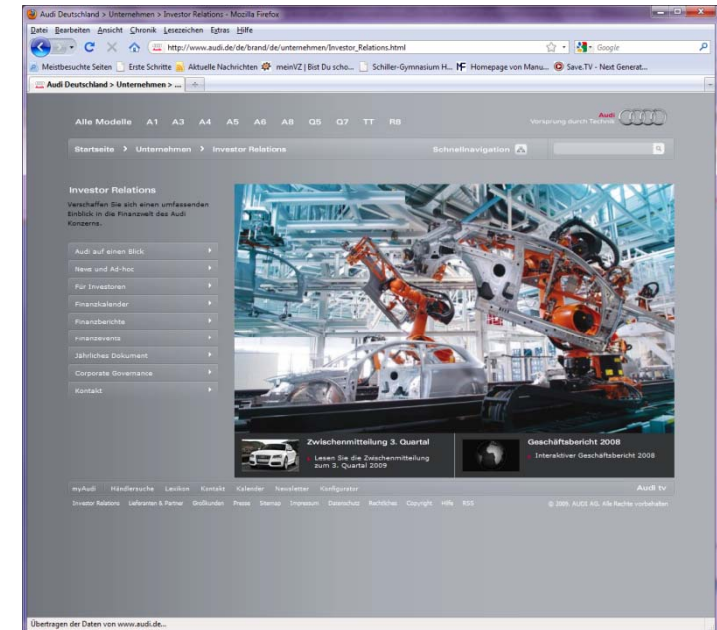 Audi Deutschland > Unternehmen > Investor Relations - Mozilla Firefox
Datei Bearbeiten Ansicht Chronik Lesezeichen Extras Hilfe
http://www.audi.de/de/brand/de/unternehmen/Investor_Relations.html
Google
Meistbesuchte Seiten Erste Schritte Aktuelle Nachrichten meinVZ | Bist Du scho... Schiller-Gymnasium H... Homepage von Manu... Save.TV - Next Generat...
Audi Deutschland > Unternehmen > ...
Alle Modelle A1 A3 A4 A5 A6 A8 Q5 Q7 TT R8
Audi
Vorsprung durch Technik
Startseite > Unternehmen > Investor Relations
Schnellnavigation
Investor Relations
Verschaffen Sie sich einen umfassenden
Einblick in die Finanzwelt des Audi
Konzerns.
Audi auf einen Blick
News und Ad-hoc
Für Investoren
Finanzkalender
Finanzberichte
Finanzevents
Jährliches Dokument
Corporate Governance
Kontakt
Zwischenmitteilung 3. Quartal
Lesen Sie die Zwischenmitteilung
zum 3. Quartal 2009
Geschäftsbericht 2008
Interaktiver Geschäftsbericht 2008
myAudi Händlersuche Lexikon Kontakt Kalender Newsletter Konfigurator
Audi tv
Investor Relations Lieferanten & Partner Großkunden Presse Sitemap Impressum Datenschutz Rechtliches Copyright Hilfe RSS
© 2009. AUDI AG. Alle Rechte vorbehalten
Übertragen der Daten von www.audi.de...